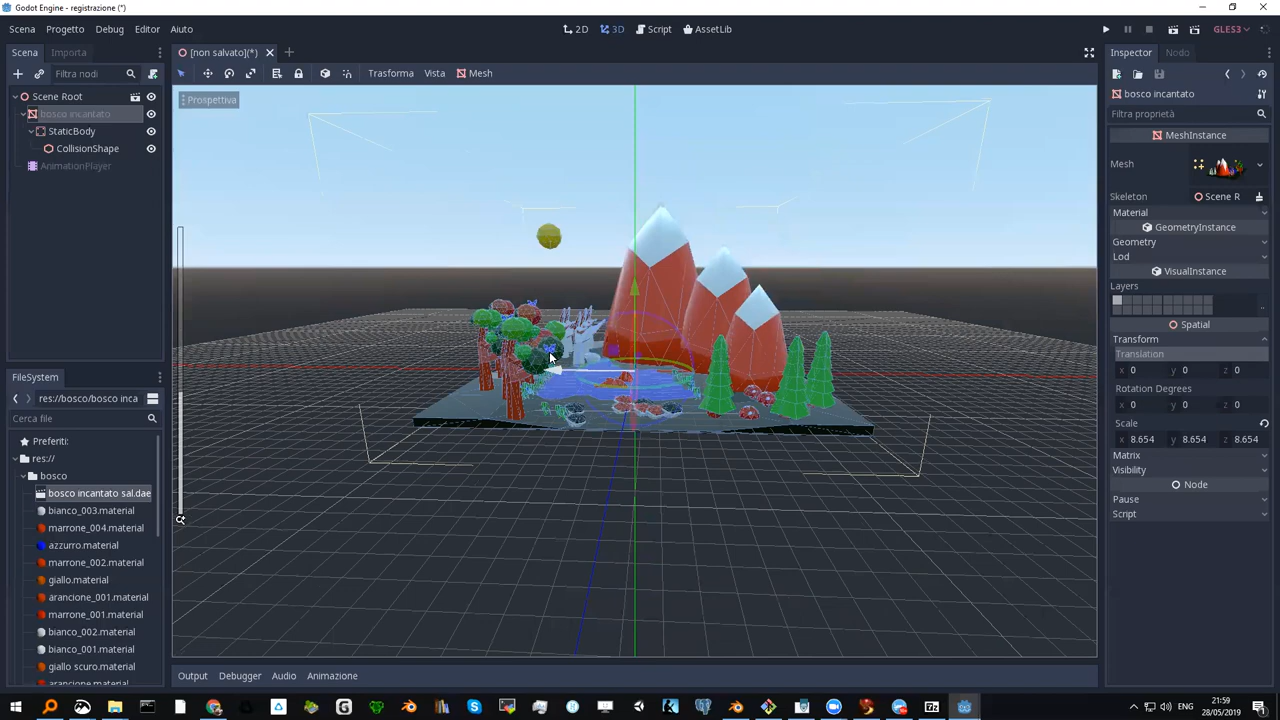 Godot Engine - registrazione (*)
Scena Progetto Debug Editor Aiuto
2D 3D Script AssetLib
GLES3
Scena Importa
[non salvato](*)
Inspector Nodo
Filtra nodi
Trasforma Vista Mesh
Scene Root
bosco incantato
StaticBody
CollisionShape
AnimationPlayer
Prospettiva
bosco incantato
Filtra proprietà
MeshInstance
Mesh
Skeleton Scene R
Material
GeometryInstance
Geometry
Lod
VisualInstance
Layers
Spatial
Transform
Translation
x 0 y 0 z 0
Rotation Degrees
x 0 y 0 z 0
Scale
x 8.654 y 8.654 z 8.654
Matrix
Visibility
Node
Pause
Script
FileSystem
res://bosco/bosco inca
Cerca file
Preferiti:
res://
bosco
bosco incantato sal.dae
bianco_003.material
marrone_004.material
azzurro.material
marrone_002.material
giallo.material
arancione_001.material
marrone_001.material
bianco_002.material
bianco_001.material
giallo scuro.material
arancione.material
Output Debugger Audio Animazione
ENG
21:59
28/05/2019